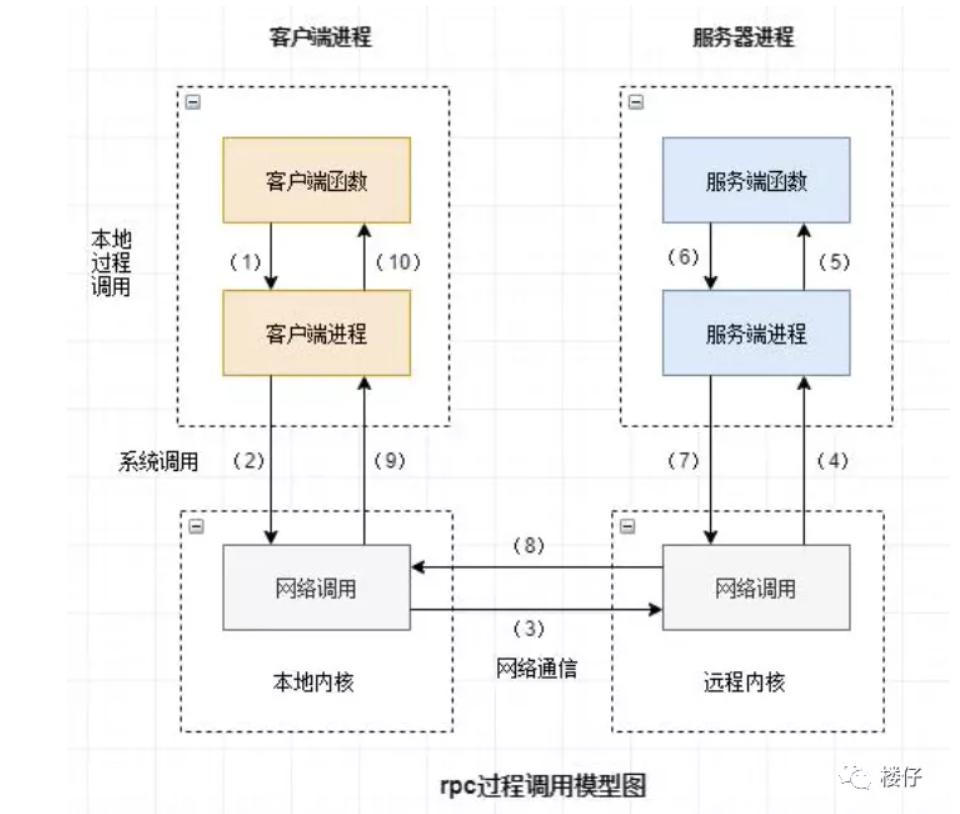 客户端进程
服务器进程
客户端函数
服务端函数
本地
过程
调用
（1）
（10）
（6）
（5）
客户端进程
服务端进程
系统调用
（2）
（9）
（7）
（4）
（8）
网络调用
网络调用
（3）
网络通信
本地内核
远程内核
rpc过程调用模型图
楼仔